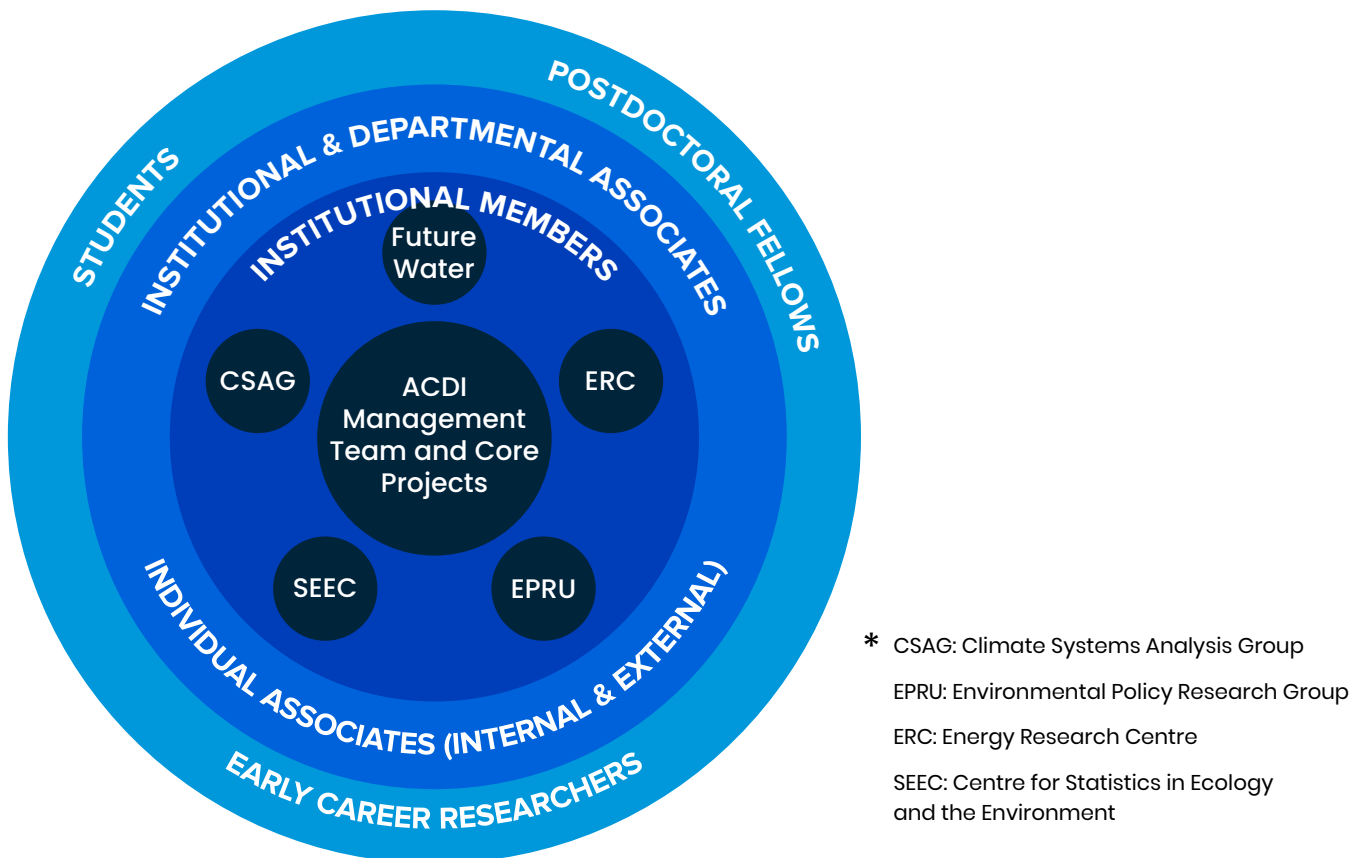 POSTDOCTORAL FELLOWS
STUDENTS
INSTITUTIONAL & DEPARTMENTAL ASSOCIATES
INSTITUTIONAL MEMBERS
Future
Water
CSAG
ERC
ACDI
Management
Team and Core
Projects
SEEC
EPRU
INDIVIDUAL ASSOCIATES (INTERNAL & EXTERNAL)
EARLY CAREER RESEARCHERS
* CSAG: Climate Systems Analysis Group
EPRU: Environmental Policy Research Group
ERC: Energy Research Centre
SEEC: Centre for Statistics in Ecology
and the Environment